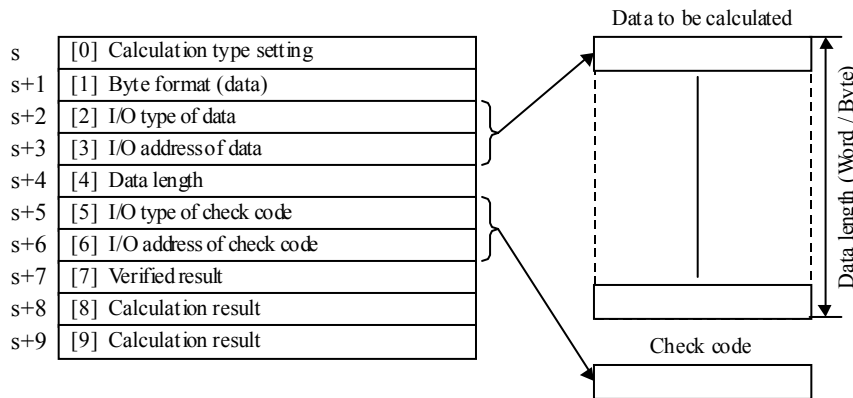 Data to be calculated
s [0] Calculation type setting
s+1 [1] Byte format (data)
s+2 [2] I/O type of data
s+3 [3] I/O address of data
s+4 [4] Data length
s+5 [5] I/O type of check code
s+6 [6] I/O address of check code
s+7 [7] Verified result
s+8 [8] Calculation result
s+9 [9] Calculation result
Data length (Word / Byte)
Check code